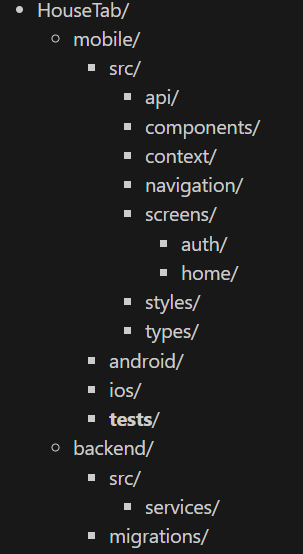 HouseTab/
mobile/
src/
api/
components/
context/
navigation/
screens/
auth/
home/
styles/
types/
android/
ios/
tests/
backend/
src/
services/
migrations/